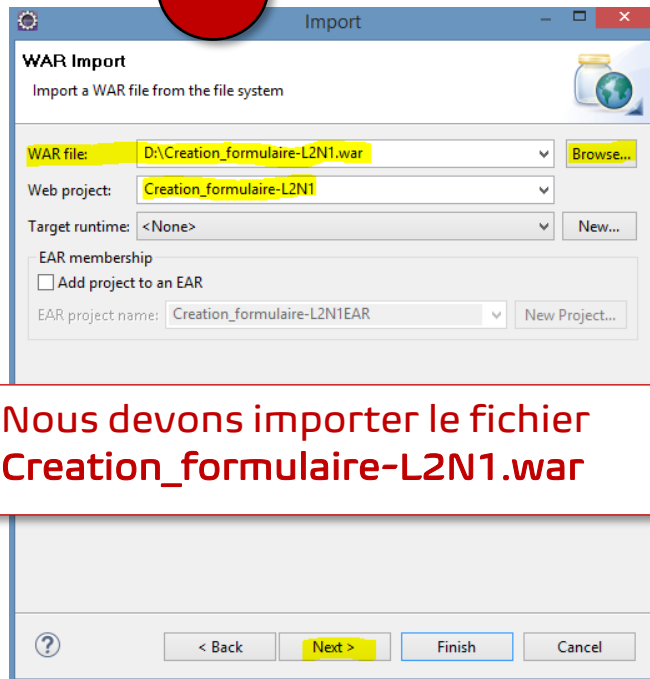 Import
WAR Import
Import a WAR file from the file system
WAR file: D:\Creation_formulaire-L2N1.war Browse...
Web project: Creation_formulaire-L2N1
Target runtime: <None> New...
EAR membership
Add project to an EAR
EAR project name: Creation_formulaire-L2N1EAR New Project...
Nous devons importer le fichier
Creation_formulaire-L2N1.war
? < Back Next > Finish Cancel